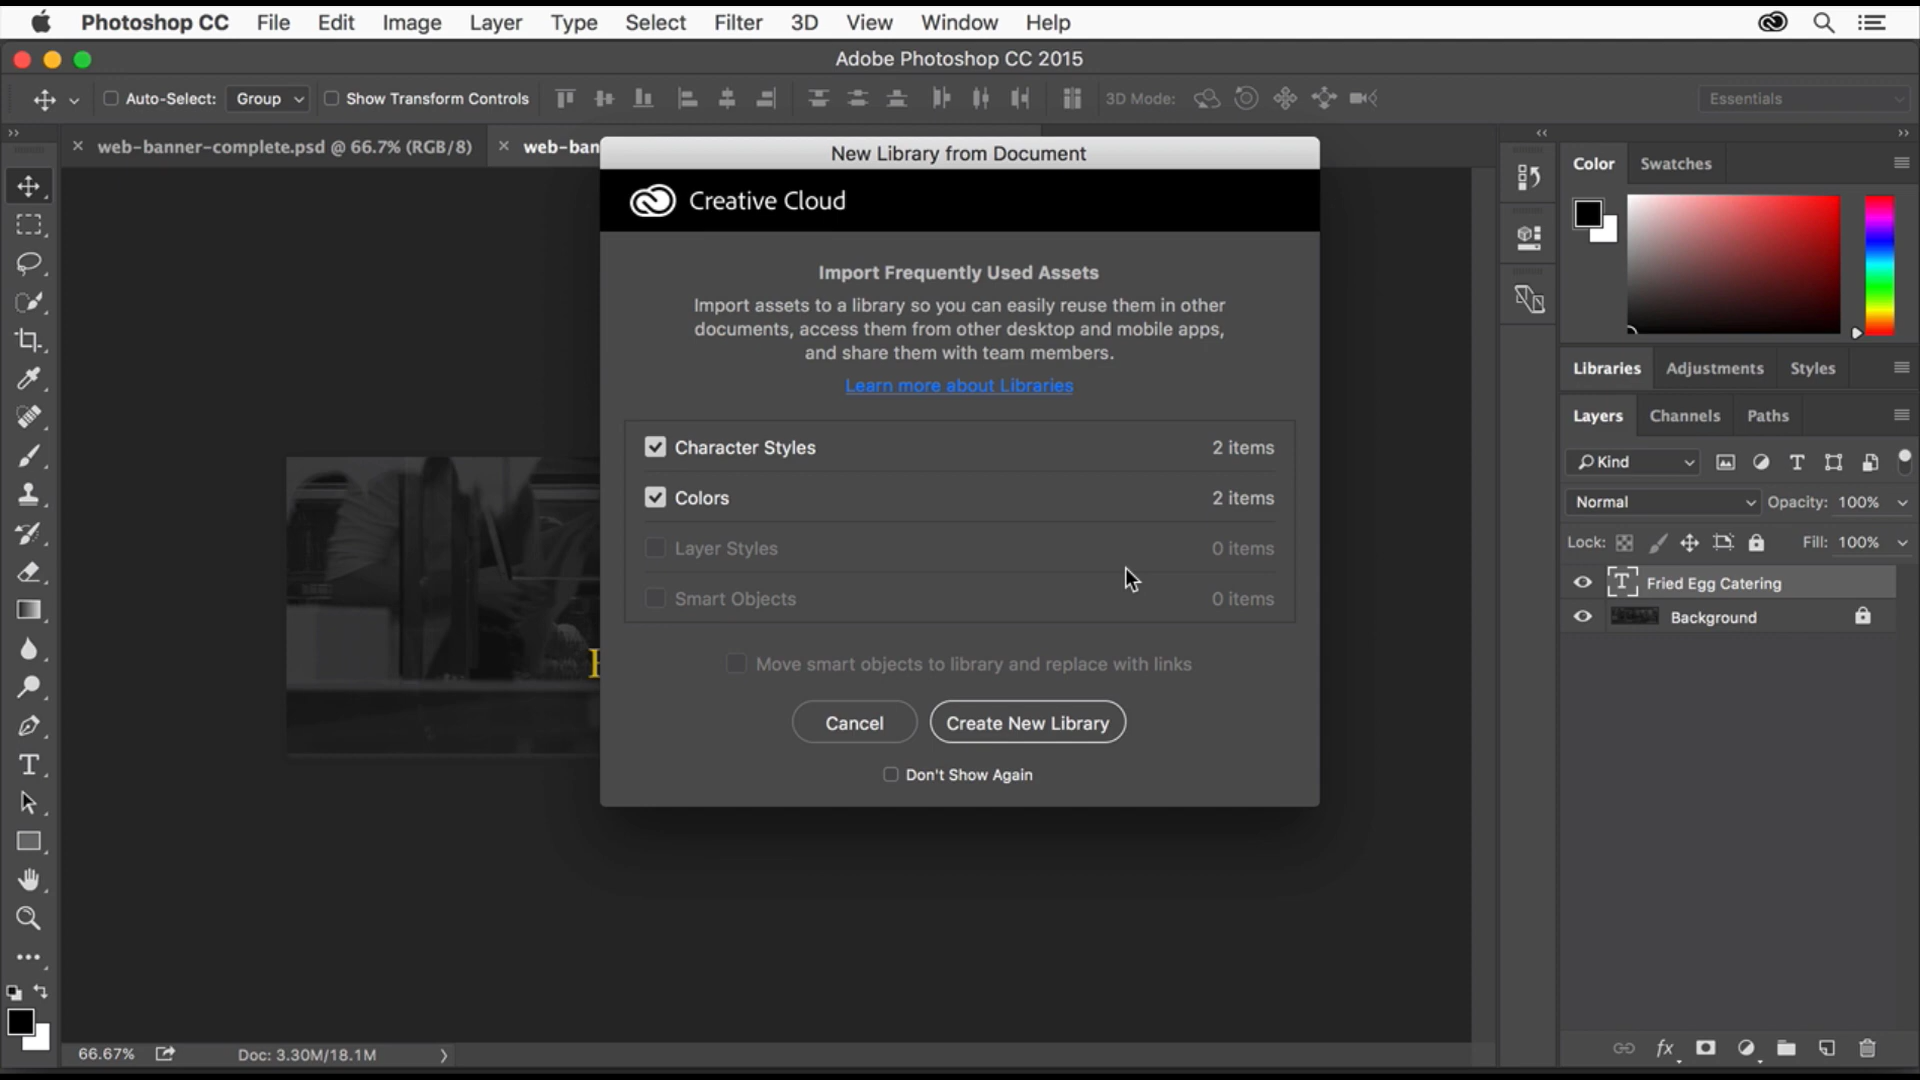 Photoshop CC File Edit Image Layer Type Select Filter 3D View Window Help
Adobe Photoshop CC 2015
Auto-Select: Group Show Transform Controls 3D Mode: Essentials
web-banner-complete.psd @ 66.7% (RGB/8) web-ban
New Library from Document
Creative Cloud
Import Frequently Used Assets
Import assets to a library so you can easily reuse them in other
documents, access them from other desktop and mobile apps,
and share them with team members.
Learn more about Libraries
Character Styles 2 items
Colors 2 items
Layer Styles 0 items
Smart Objects 0 items
Move smart objects to library and replace with links
Cancel Create New Library
Don't Show Again
Color Swatches
Libraries Adjustments Styles
Layers Channels Paths
Kind
Normal Opacity: 100%
Lock: Fill: 100%
Fried Egg Catering
Background
fx
66.67% Doc: 3.30M/18.1M